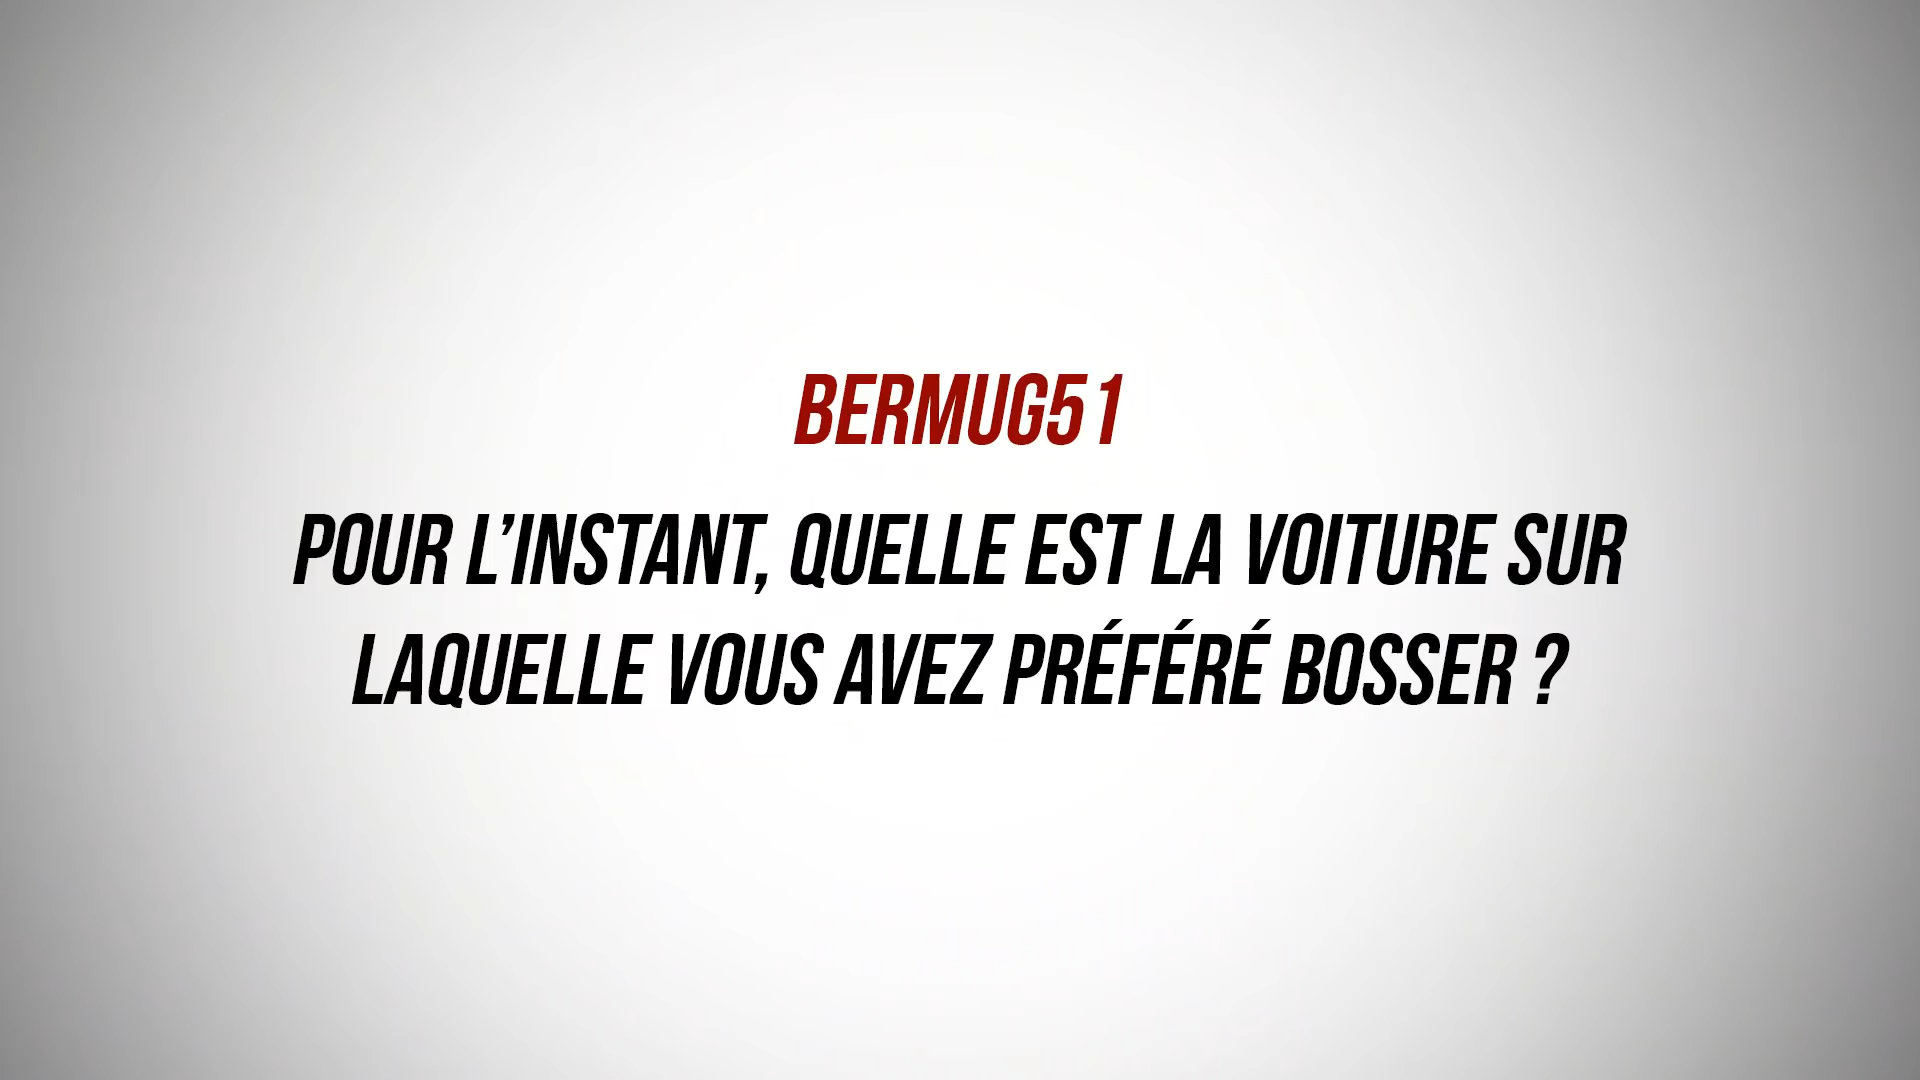 BERMUG51
POUR L’INSTANT, QUELLE EST LA VOITURE SUR
LAQUELLE VOUS AVEZ PRÉFÉRÉ BOSSER ?